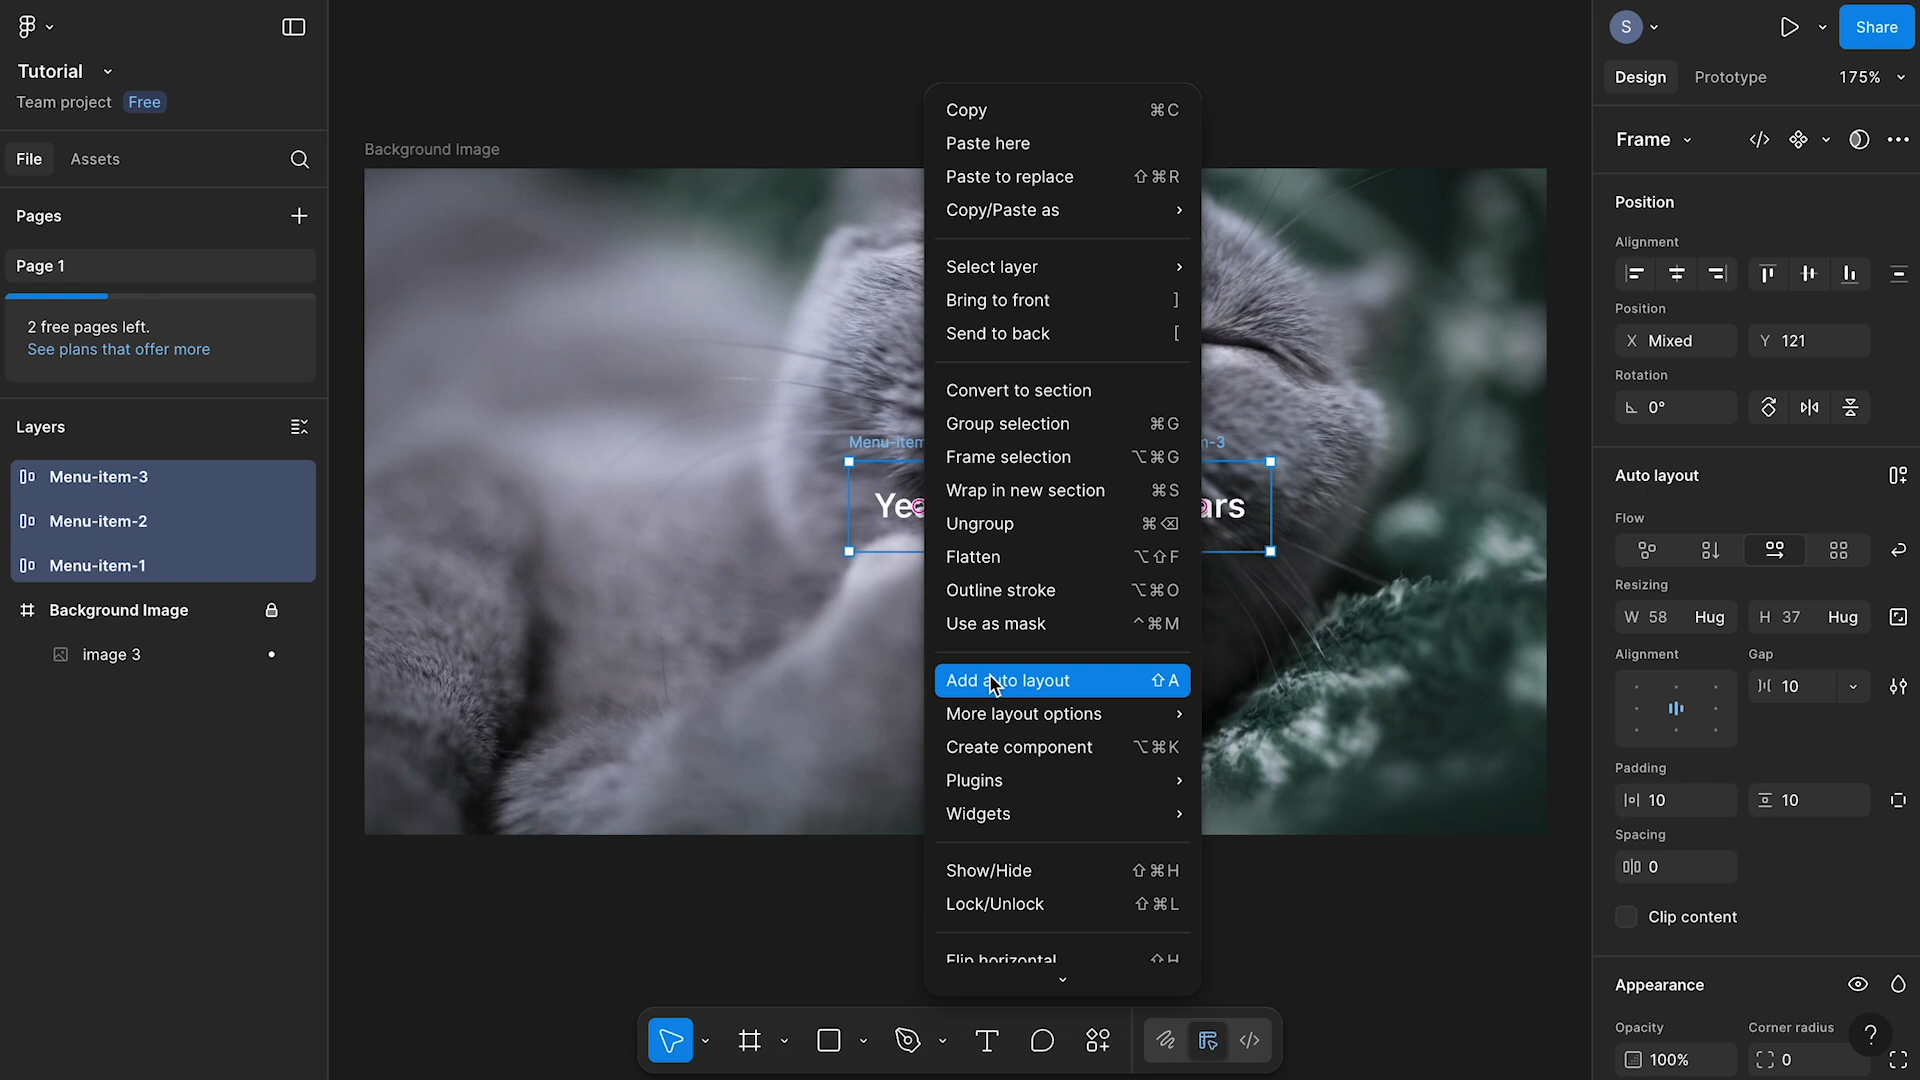 Tutorial
Team project Free
File Assets
Pages
Page 1
2 free pages left.
See plans that offer more
Layers
Menu-item-3
Menu-item-2
Menu-item-1
Background Image
image 3
Background Image
Menu-item
n-3
Ye
ars
Copy ⌘C
Paste here
Paste to replace ⇧⌘R
Copy/Paste as
Select layer
Bring to front ]
Send to back [
Convert to section
Group selection ⌘G
Frame selection ⌥⌘G
Wrap in new section ⌘S
Ungroup ⌘⌫
Flatten ⌥⇧F
Outline stroke ⌥⌘O
Use as mask ^⌘M
Add auto layout ⇧A
More layout options
Create component ⌥⌘K
Plugins
Widgets
Show/Hide ⇧⌘H
Lock/Unlock ⇧⌘L
Flip horizontal ⇧H
S Share
Design Prototype 175%
Frame
Position
Alignment
Position
X Mixed Y 121
Rotation
0°
Auto layout
Flow
Resizing
W 58 Hug H 37 Hug
Alignment Gap
10
Padding
10 10
Spacing
0
Clip content
Appearance
Opacity Corner radius
100% 0
?